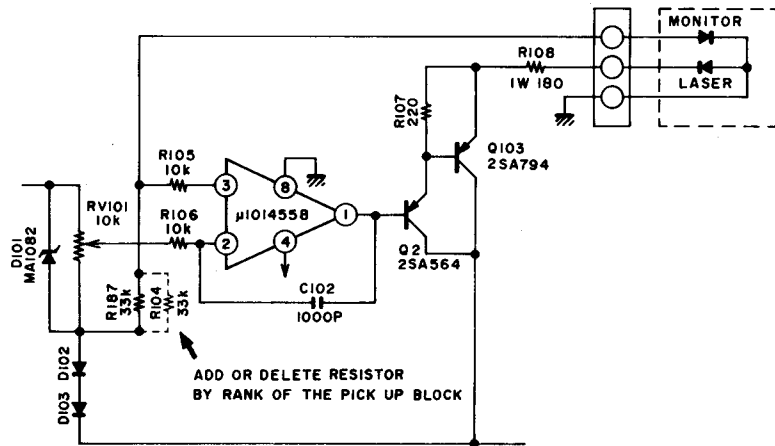 MONITOR
LASER
R108
1W 180
R107
220
Q103
2SA794
R105
10k
3
8
μ1014558
1
RV101
10k
R106
10k
2
4
Q2
2SA564
D101
MA1082
C102
1000P
R187
33k
R104
33k
D102
D103
ADD OR DELETE RESISTOR
BY RANK OF THE PICK UP BLOCK